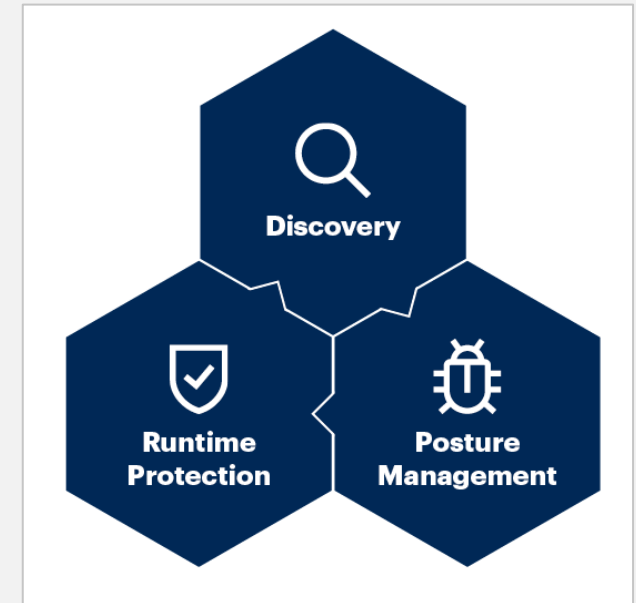 Discovery
Runtime
Protection
Posture
Management